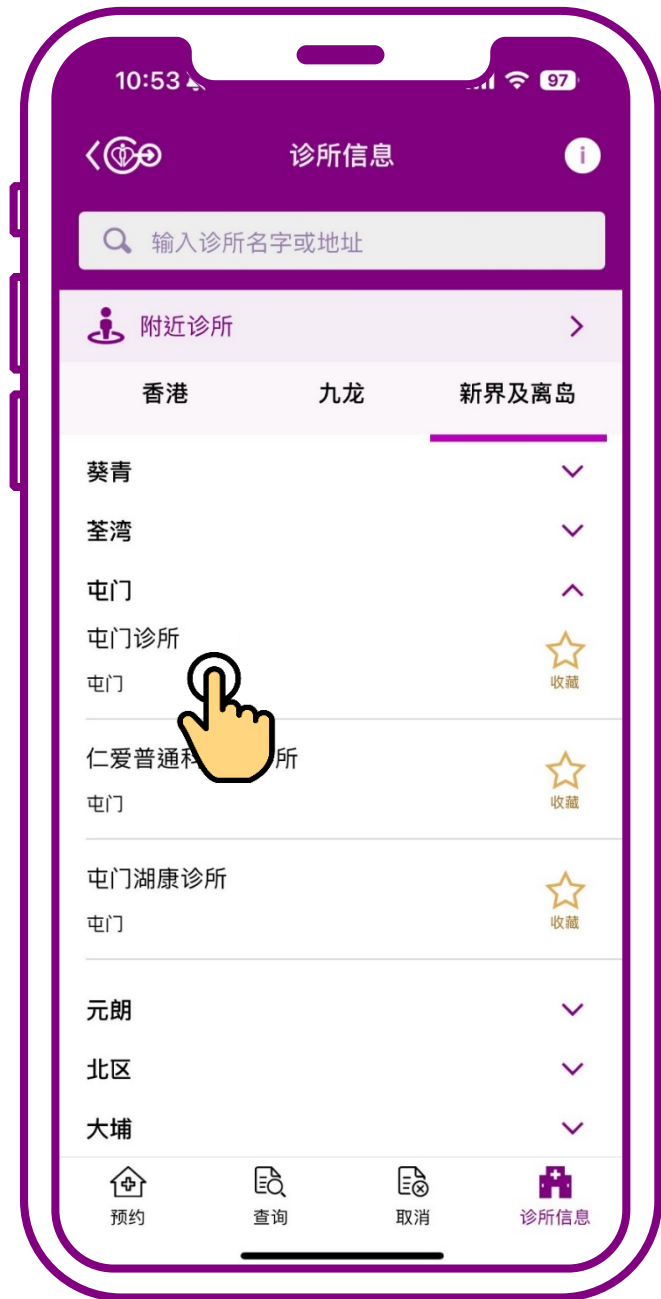 10:53
97
诊所信息
i
输入诊所名字或地址
附近诊所
香港 九龙 新界及离岛
葵青
荃湾
屯门
屯门诊所
屯门
收藏
仁爱普通科 所
屯门
收藏
屯门湖康诊所
屯门
收藏
元朗
北区
大埔
预约 查询 取消 诊所信息